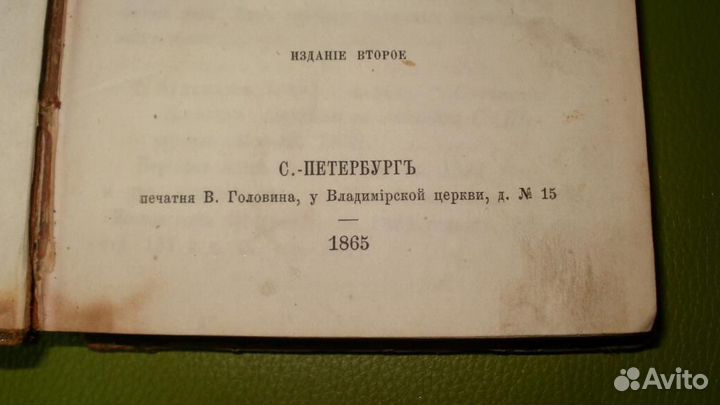 ИЗДАНІЕ ВТОРОЕ
С.-ПЕТЕРБУРГЪ
печатня В. Головина, у Владимірской церкви, д. № 15
1865
Avito